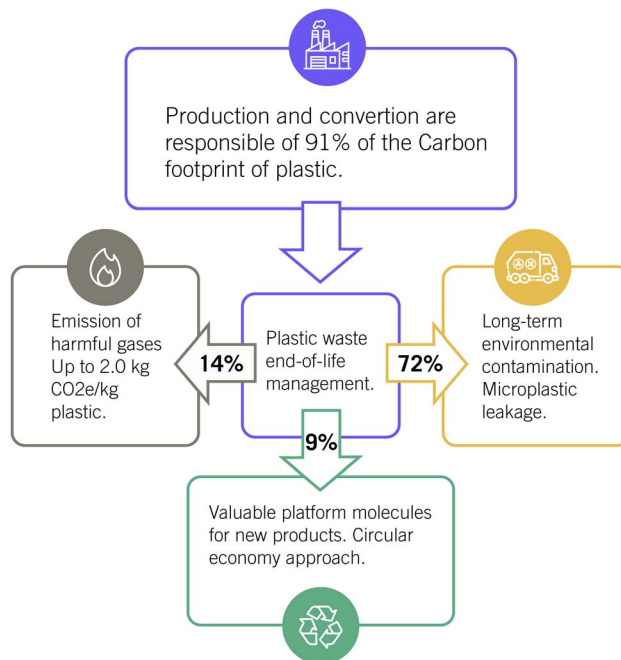 Production and convertion are
responsible of 91% of the Carbon
footprint of plastic.
Emission of
harmful gases
Up to 2.0 kg
CO2e/kg
plastic.
14%
Plastic waste
end-of-life
management.
72%
Long-term
environmental
contamination.
Microplastic
leakage.
9%
Valuable platform molecules
for new products. Circular
economy approach.